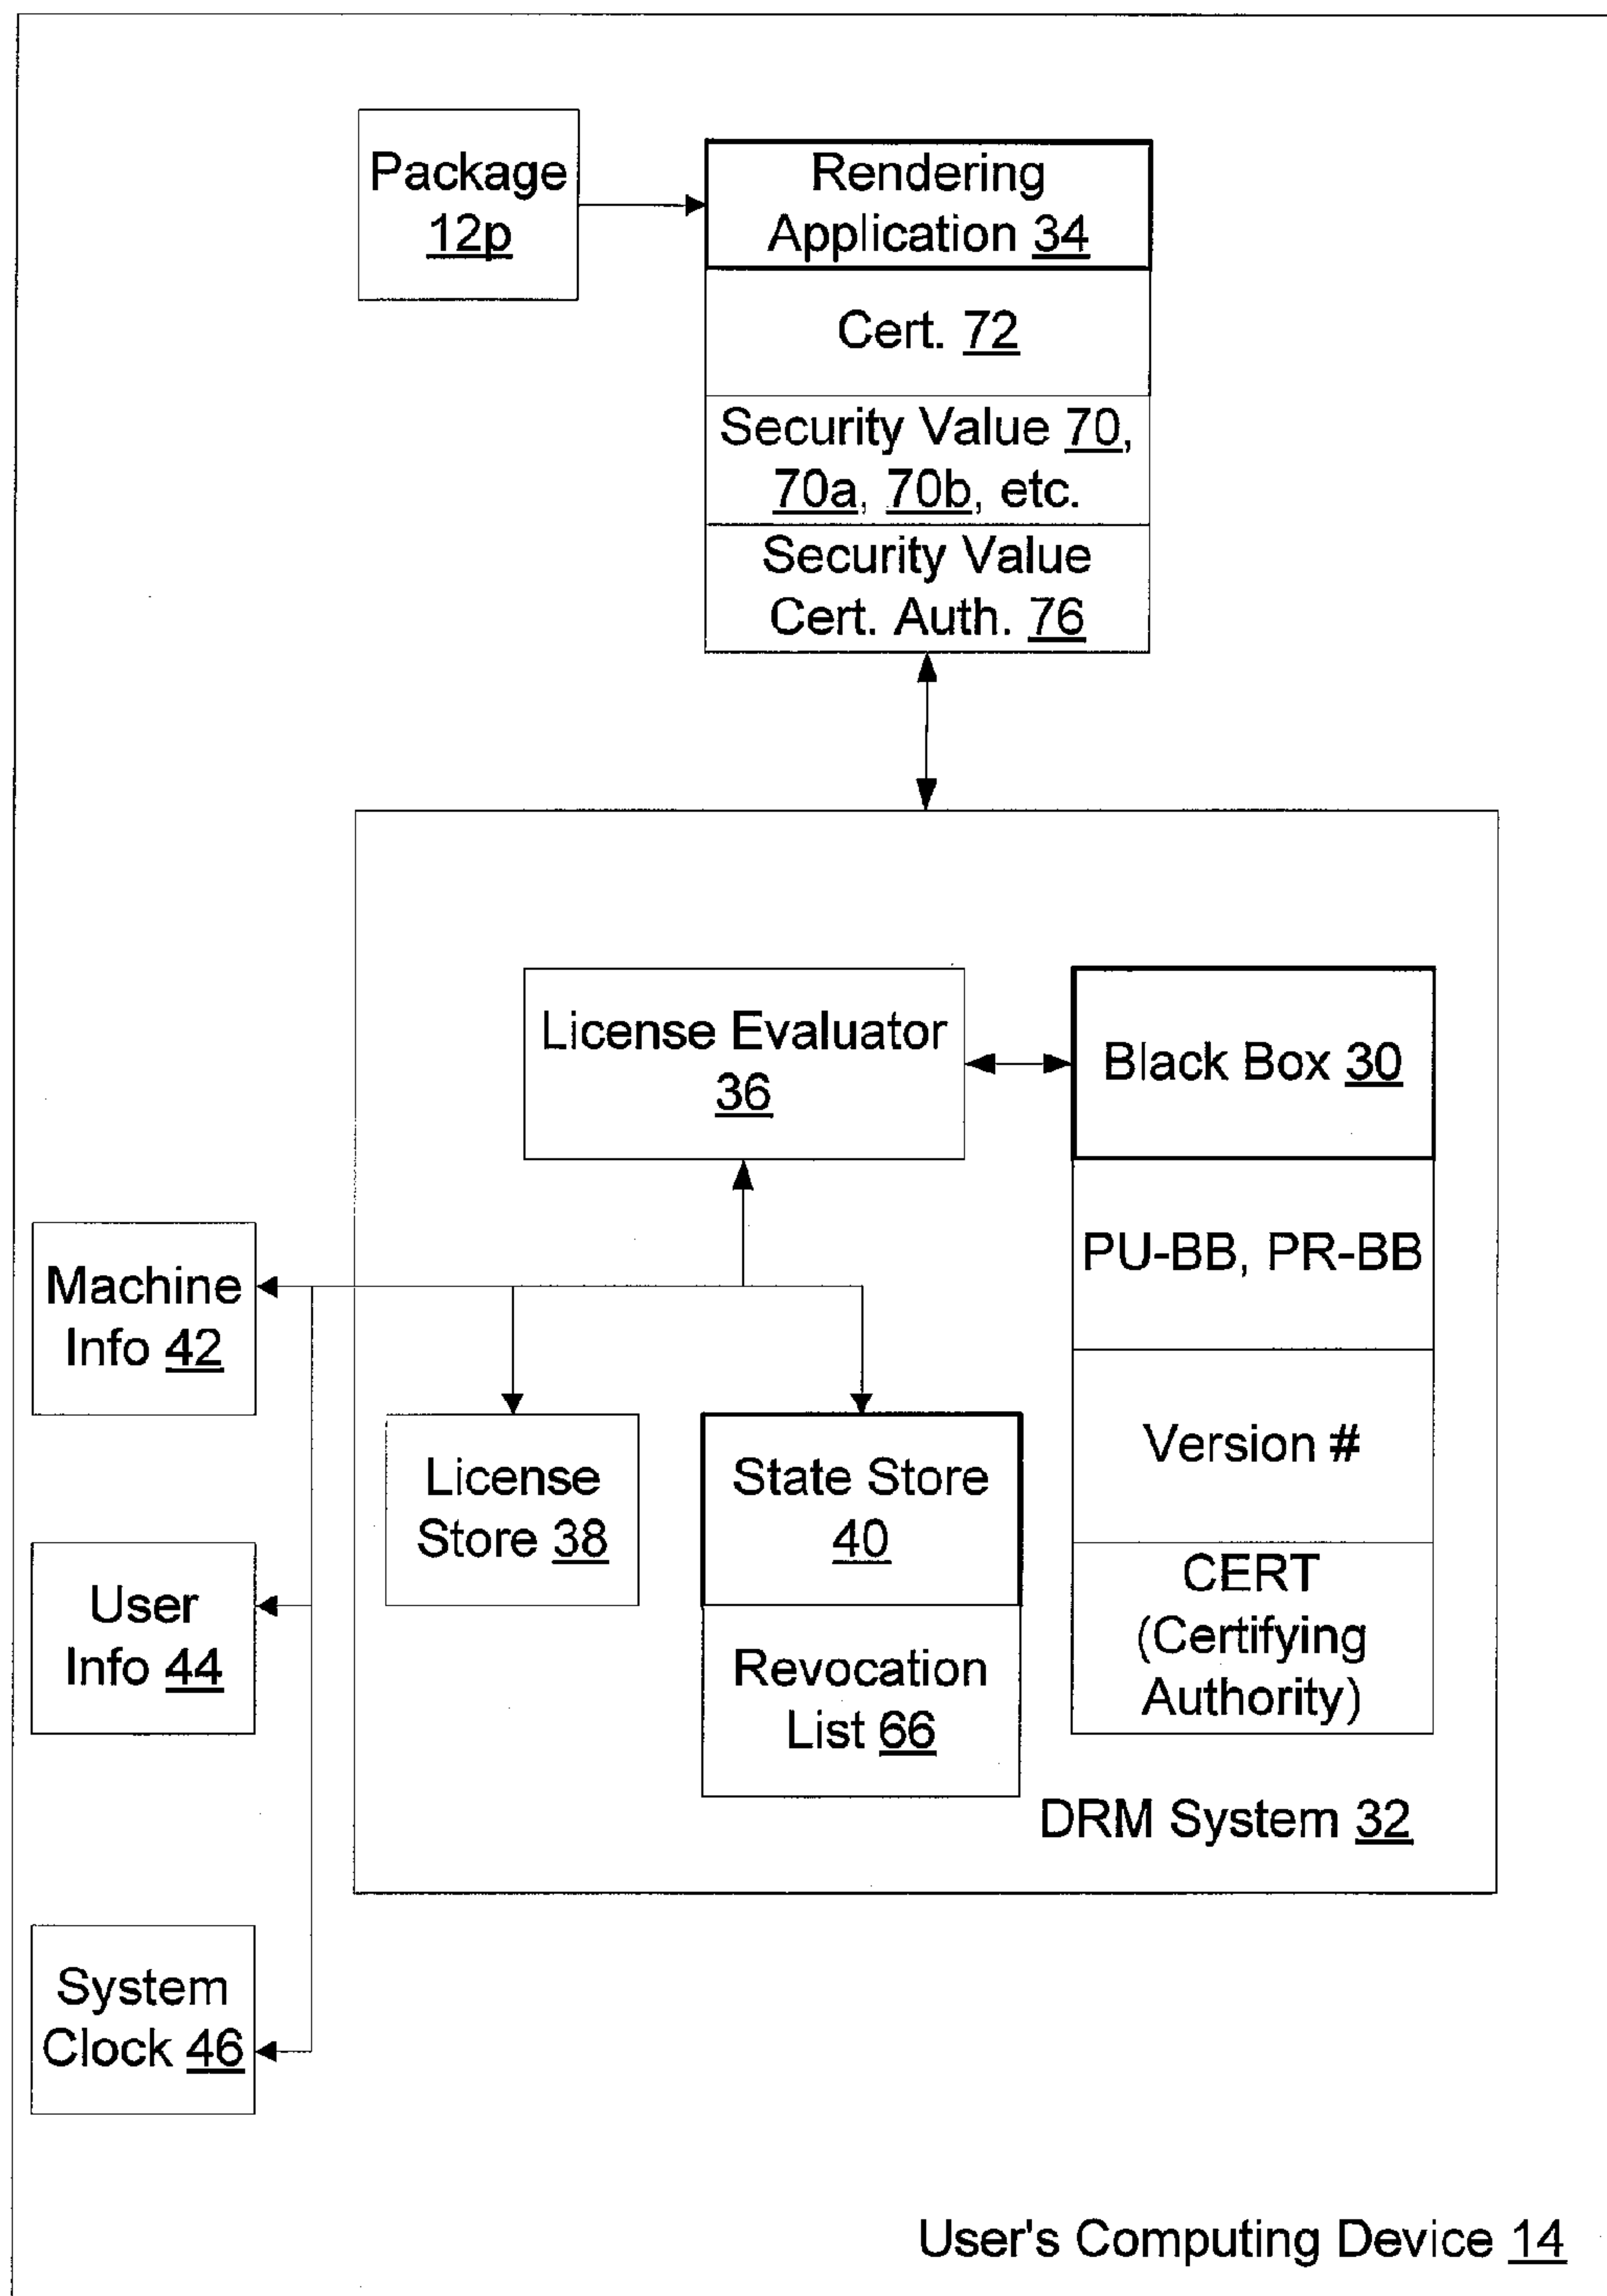 Package
12p
Rendering
Application 34
Cert. 72
Security Value 70,
70a, 70b, etc.
Security Value
Cert. Auth. 76
License Evaluator
36
Black Box 30
PU-BB, PR-BB
Machine
Info 42
Version #
License
Store 38
State Store
40
CERT
(Certifying
Authority)
User
Info 44
Revocation
List 66
DRM System 32
System
Clock 46
User's Computing Device 14